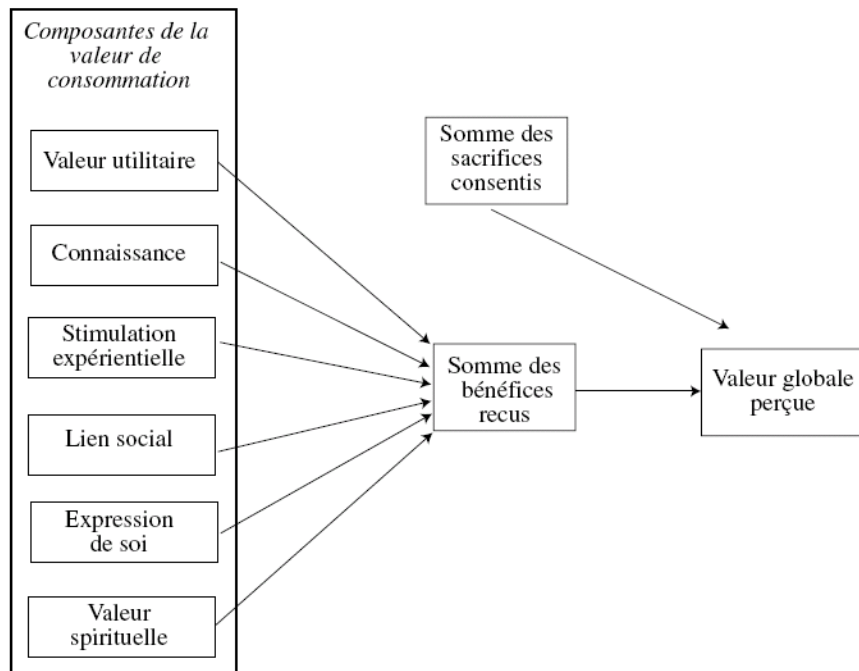 Composantes de la
valeur de
consommation
Valeur utilitaire
Connaissance
Stimulation
expérientielle
Lien social
Expression
de soi
Valeur
spirituelle
Somme des
sacrifices
consentis
Somme des
bénéfices
recus
Valeur globale
perçue